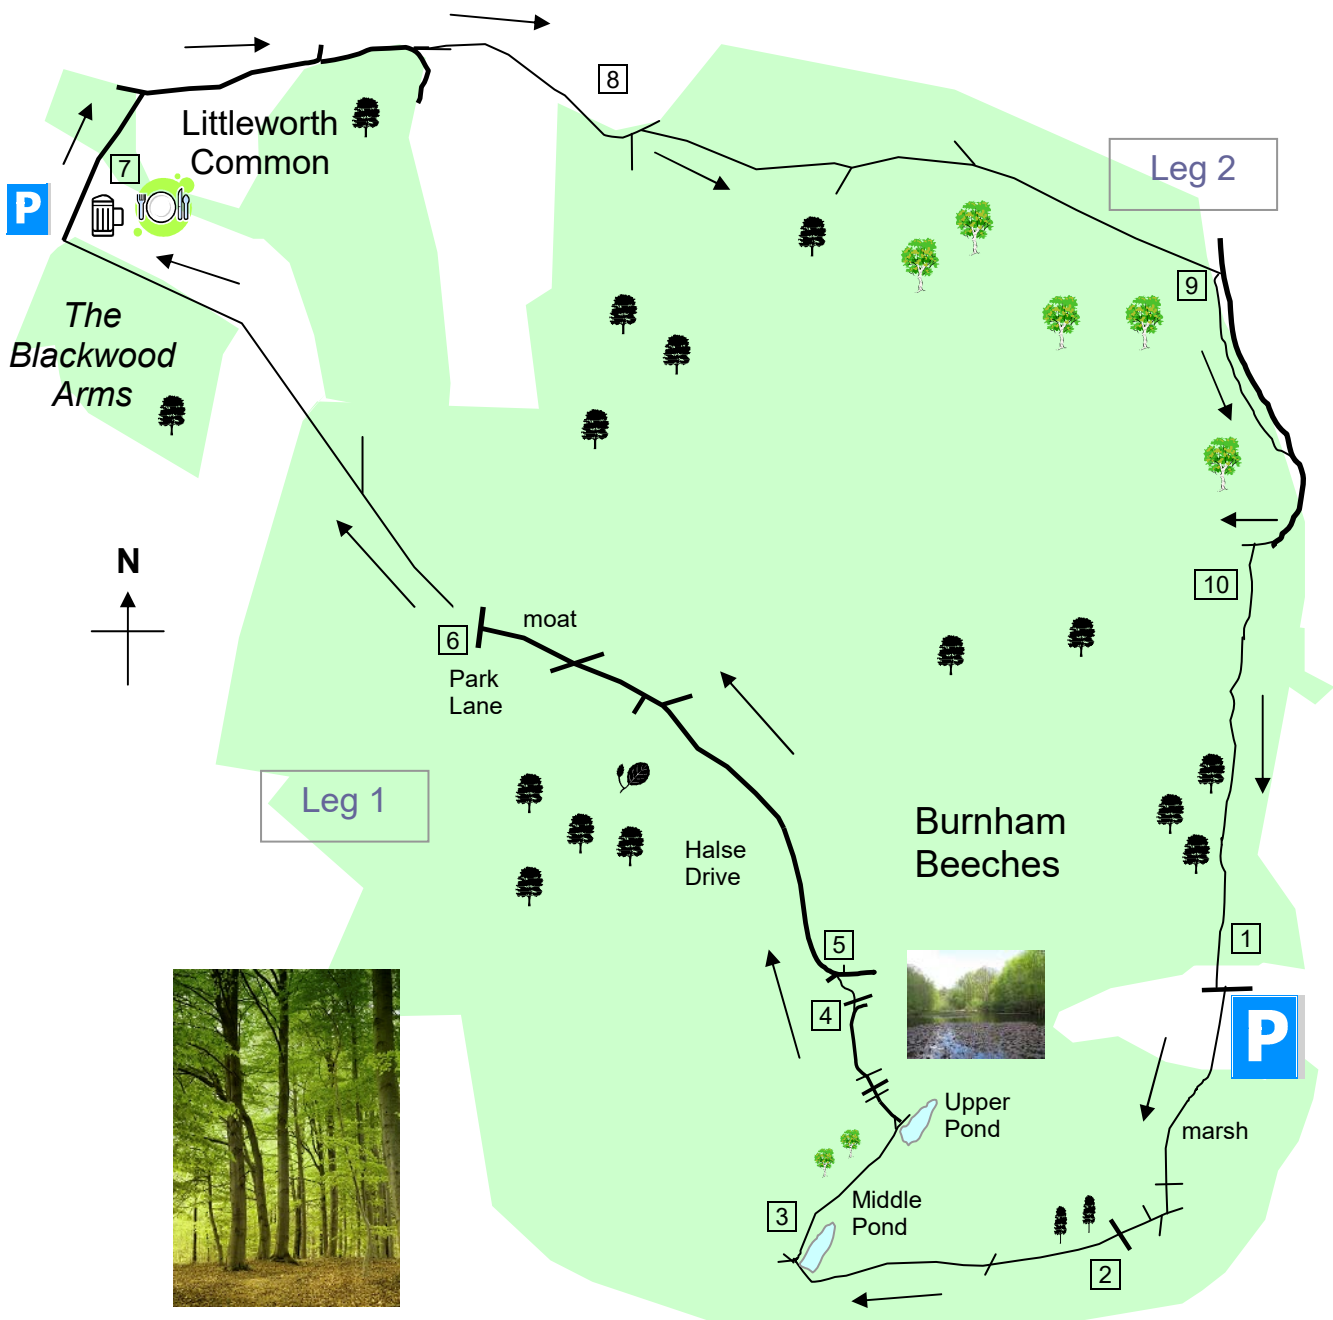 8
Littleworth
Common
7
P
Leg 2
9
The
Blackwood
Arms
N
10
6
moat
Park
Lane
Leg 1
Halse
Drive
Burnham
Beeches
5
1
4
P
Upper
Pond
marsh
3
Middle
Pond
2